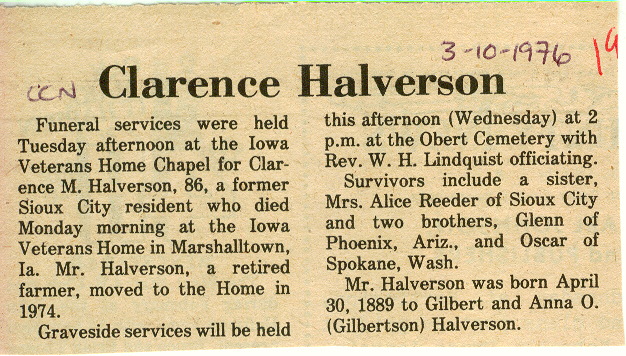 3-10-1976
CCN
Clarence Halverson
Funeral services were held
Tuesday afternoon at the Iowa
Veterans Home Chapel for Clar-
ence M. Halverson, 86, a former
Sioux City resident who died
Monday morning at the Iowa
Veterans Home in Marshalltown,
Ia. Mr. Halverson, a retired
farmer, moved to the Home in
1974.
Graveside services will be held
this afternoon (Wednesday) at 2
p.m. at the Obert Cemetery with
Rev. W. H. Lindquist officiating.
Survivors include a sister,
Mrs. Alice Reeder of Sioux City
and two brothers, Glenn of
Phoenix, Ariz., and Oscar of
Spokane, Wash.
Mr. Halverson was born April
30, 1889 to Gilbert and Anna O.
(Gilbertson) Halverson.